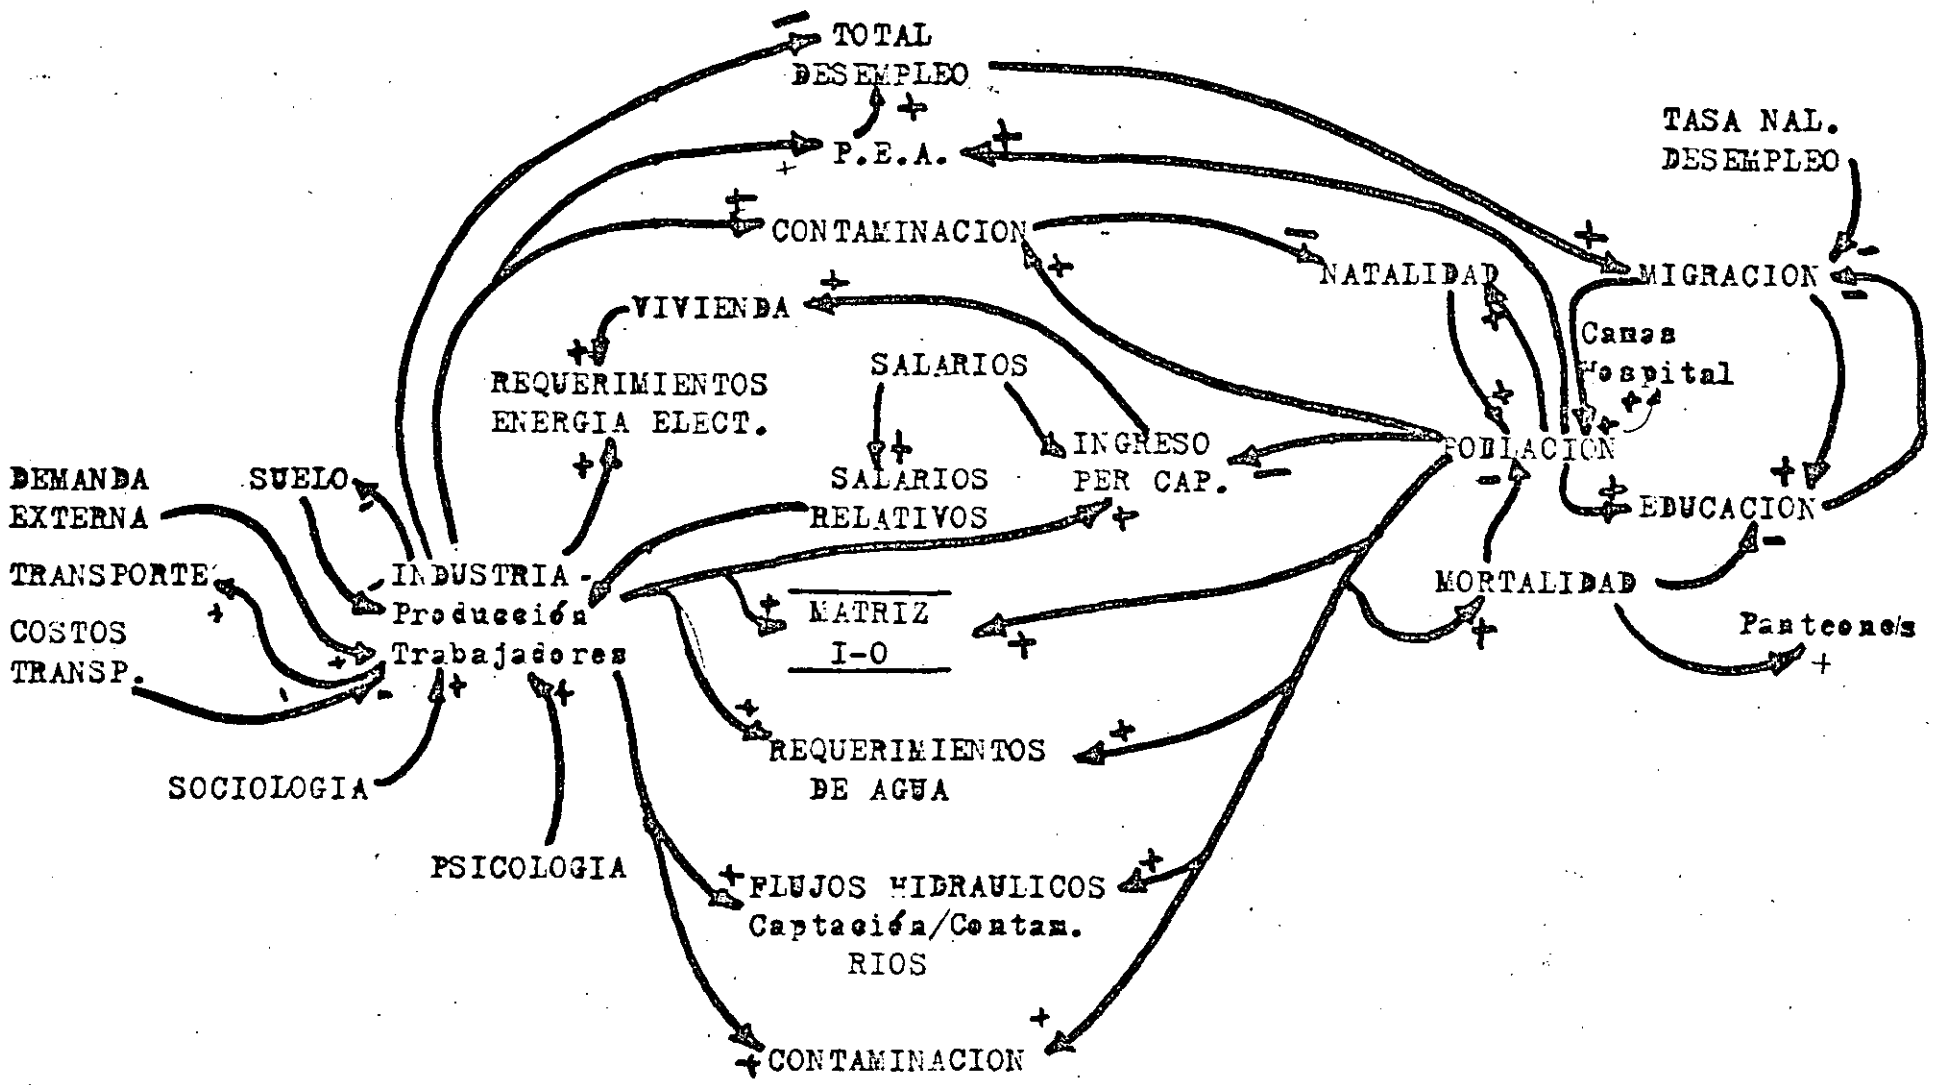 TOTAL
DESEMPLEO
P.E.A.
TASA NAL.
DESEMPLEO
CONTAMINACION
NATALIDAD
MIGRACION
VIVIENDA
Camas
Hospital
SALARIOS
REQUERIMIENTOS
ENERGIA ELECT.
INGRESO
PER CAP.
POBLACION
DEMANDA
EXTERNA
SUELO
SALARIOS
RELATIVOS
EDUCACION
TRANSPORTE
INDUSTRIA -
Producción
Trabajadores
MATRIZ
I-O
MORTALIDAD
COSTOS
TRANSP.
Panteones
REQUERIMIENTOS
DE AGUA
SOCIOLOGIA
PSICOLOGIA
FLUJOS HIDRAULICOS
Captación/Contam.
RIOS
CONTAMINACION